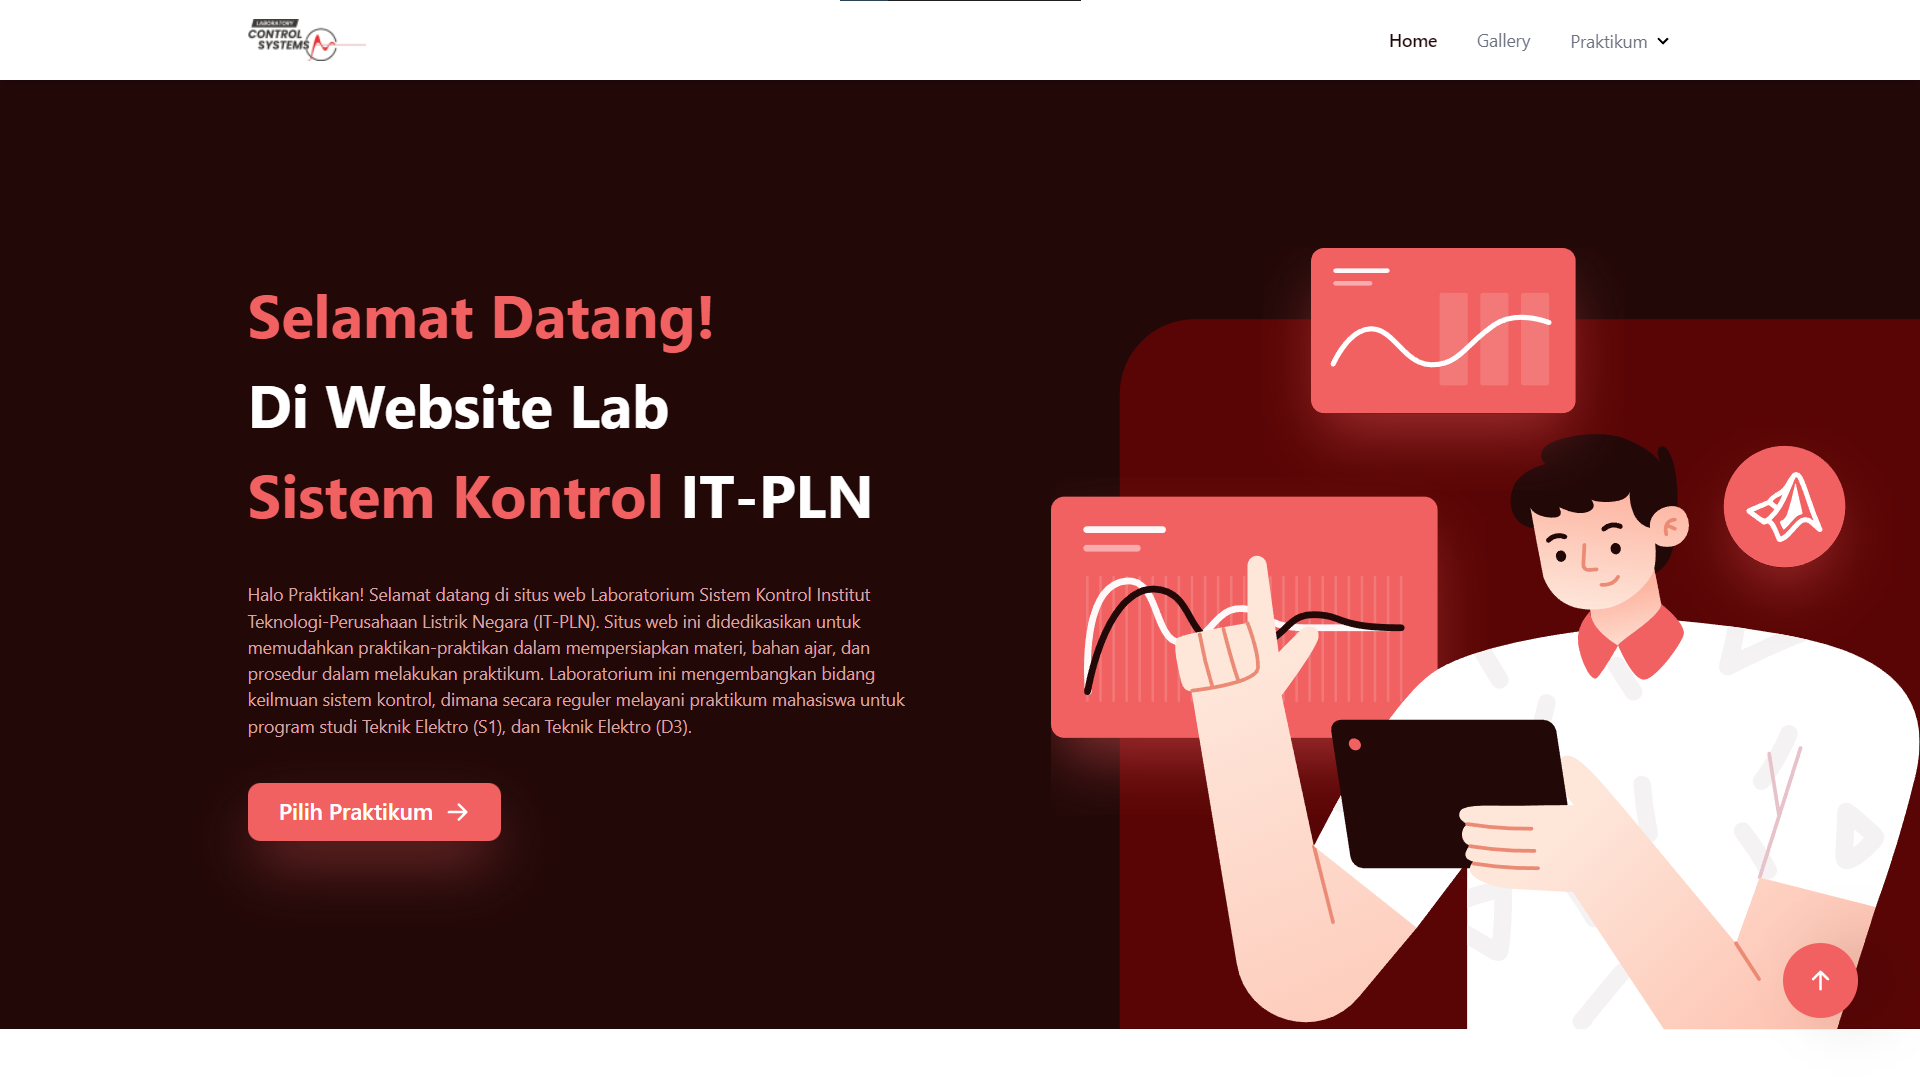 LABORATORY
CONTROL
SYSTEMS
Home
Gallery
Praktikum
Selamat Datang!
Di Website Lab
Sistem Kontrol IT-PLN
Halo Praktikan! Selamat datang di situs web Laboratorium Sistem Kontrol Institut
Teknologi-Perusahaan Listrik Negara (IT-PLN). Situs web ini didedikasikan untuk
memudahkan praktikan-praktikan dalam mempersiapkan materi, bahan ajar, dan
prosedur dalam melakukan praktikum. Laboratorium ini mengembangkan bidang
keilmuan sistem kontrol, dimana secara reguler melayani praktikum mahasiswa untuk
program studi Teknik Elektro (S1), dan Teknik Elektro (D3).
Pilih Praktikum